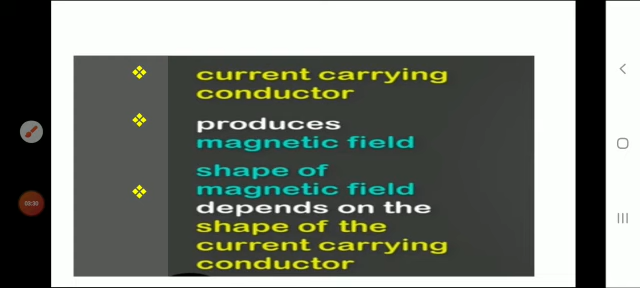 current carrying
conductor
produces
magnetic field
shape of
magnetic field
depends on the
shape of the
current carrying
conductor